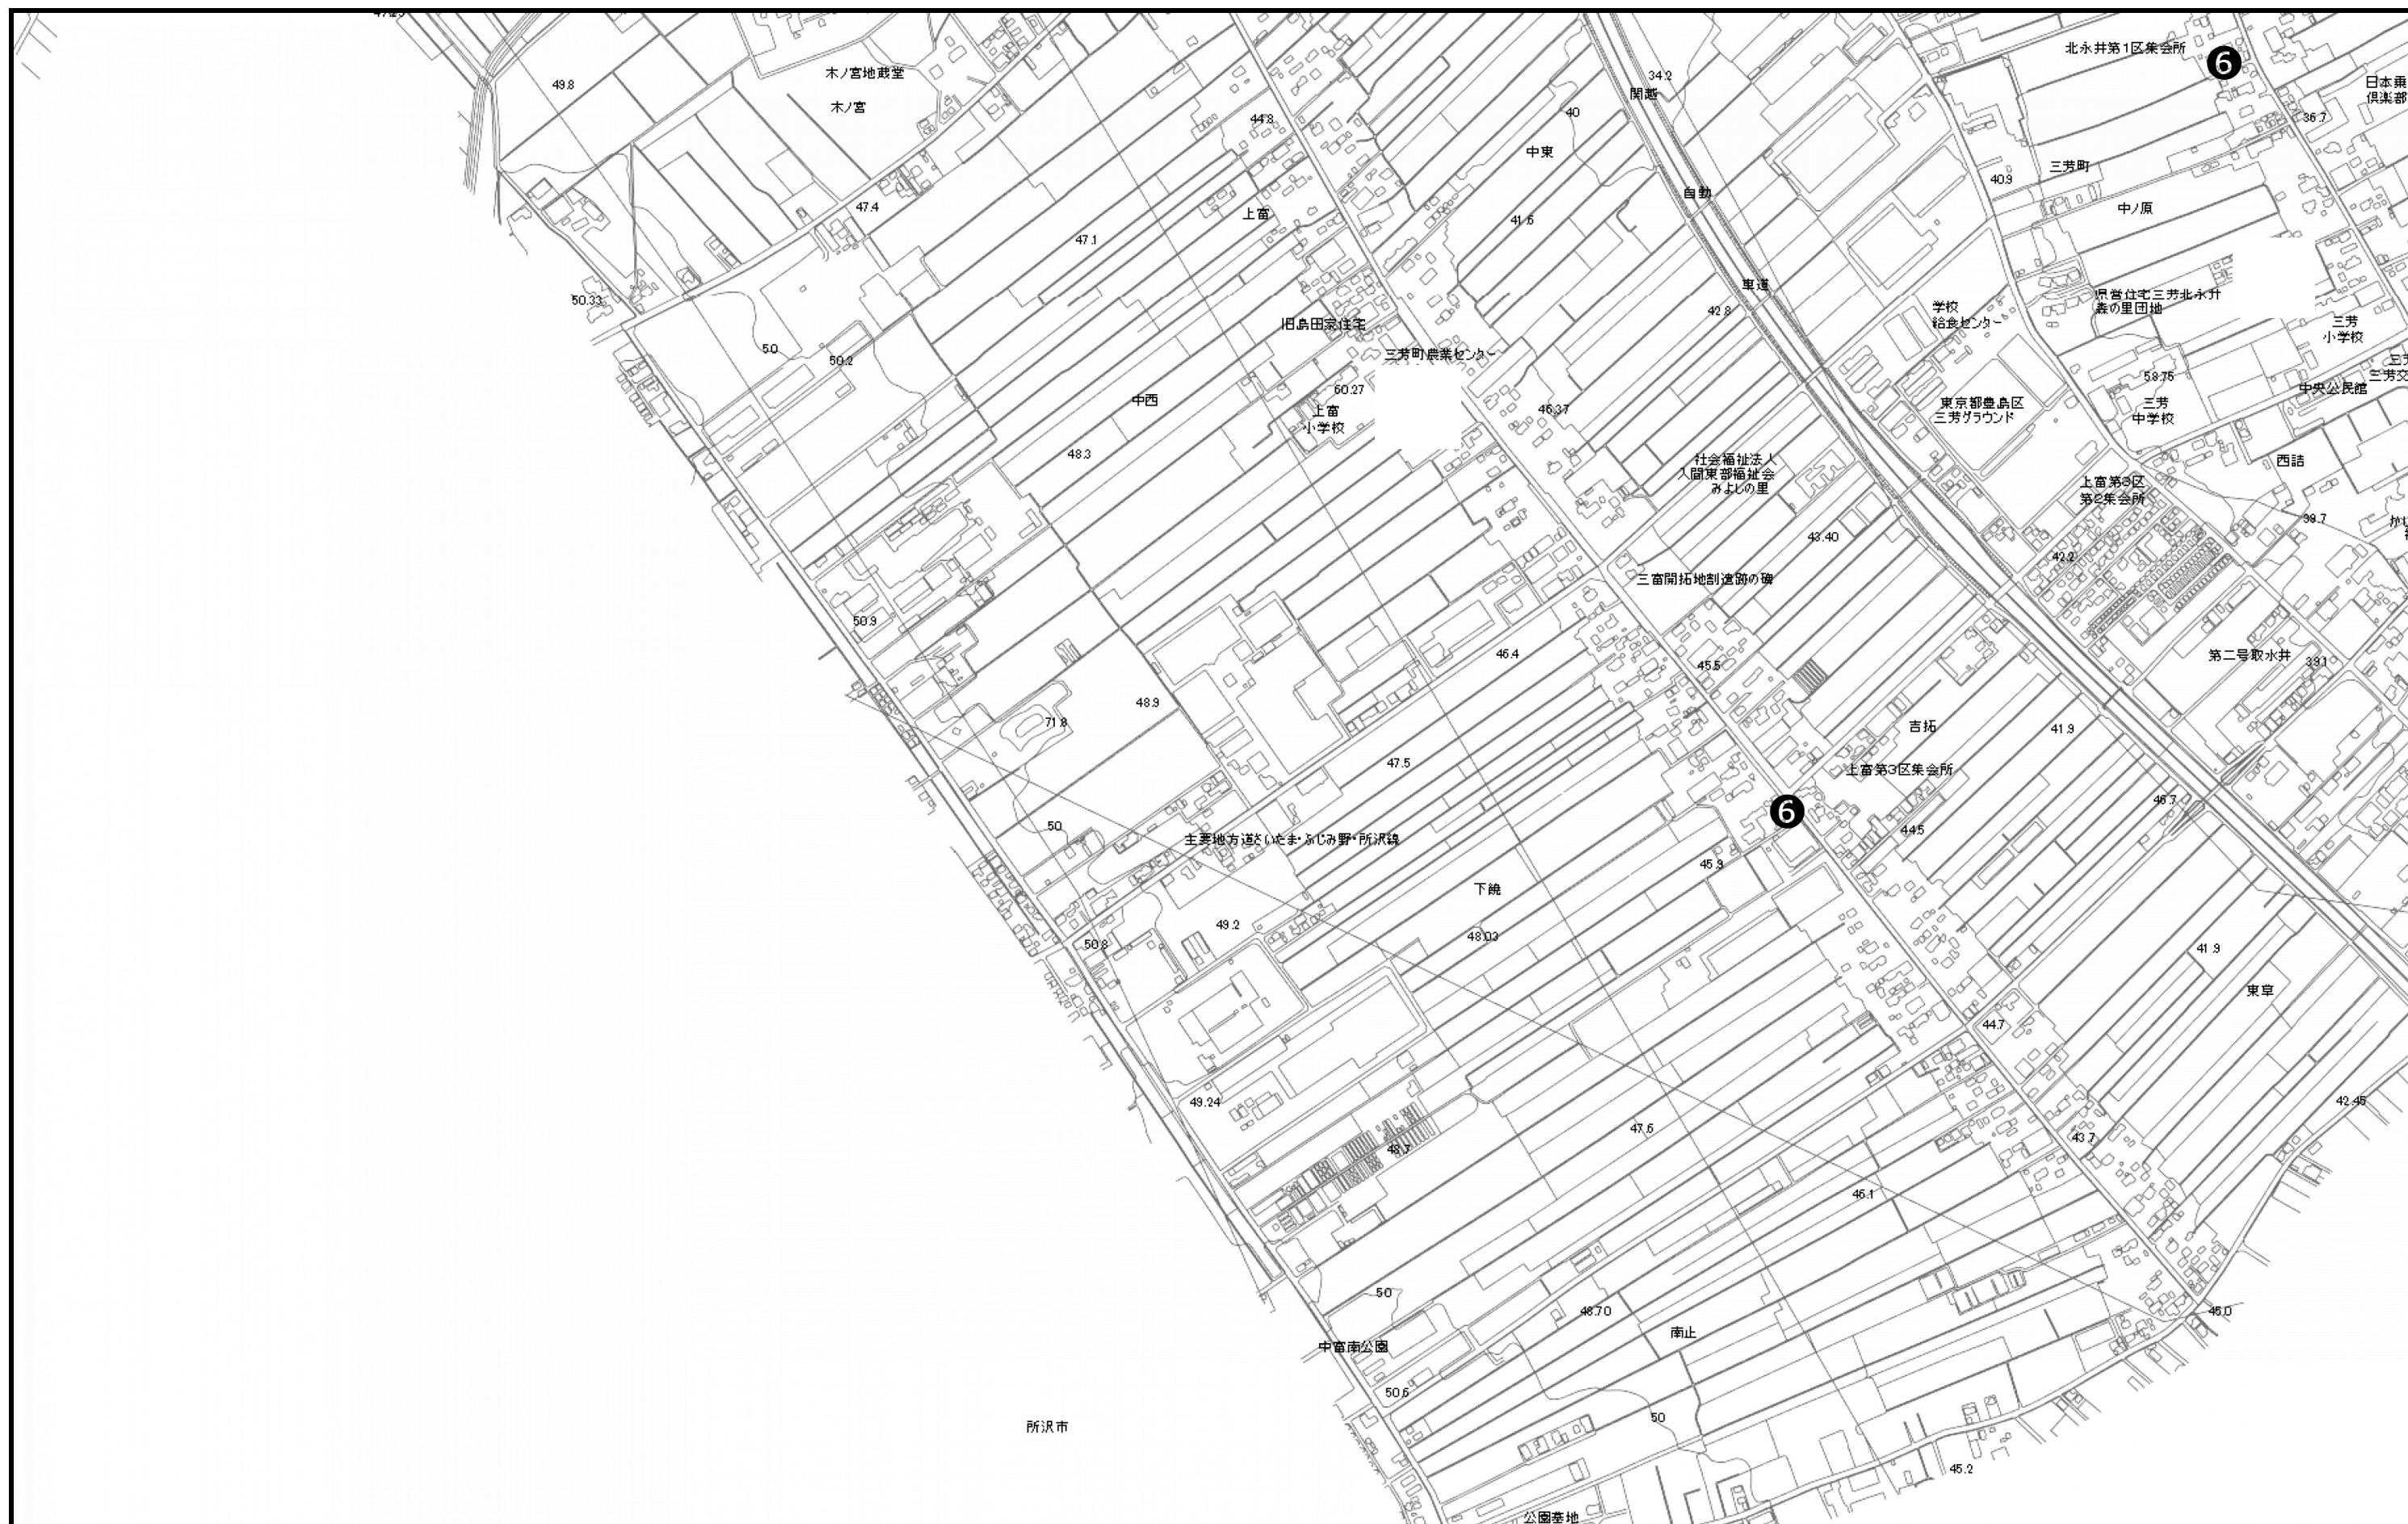 北永井第1区集会所
❻
木ノ宮地蔵堂
34.2
関越
49.8
日本乗
倶楽部
木ノ宮
40
44.8
36.7
中東
三芳町
40.9
自動
47.4
上富
41.6
中ノ原
47.1
車道
50.33
県営住宅三芳北永井
森の里団地
42.8
学校
給食センター
旧島田家住宅
三芳
小学校
50
三芳町農業センター
50.2
58.75
中央公民館
60.27
中西
東京都豊島区
三芳グラウンド
三芳
中学校
46.37
上富
小学校
48.3
社会福祉法人
入間東部福祉会
みよしの里
西詰
上富第3区
第2集会所
39.7
43.40
42.2
三富開拓地割遺跡の碑
50.9
46.4
第二号取水井
39.1
45.5
48.9
71.8
吉拓
41.9
47.5
上富第3区集会所
46.7
❻
50
44.5
主要地方道さいたま・ふじみ野・所沢線
45.9
49.2
48.03
50.8
41.9
東草
44.7
49.24
42.45
47.6
43.7
48.7
46.1
50
48.70
45.0
南止
中富南公園
50.6
50
所沢市
45.2
公園墓地